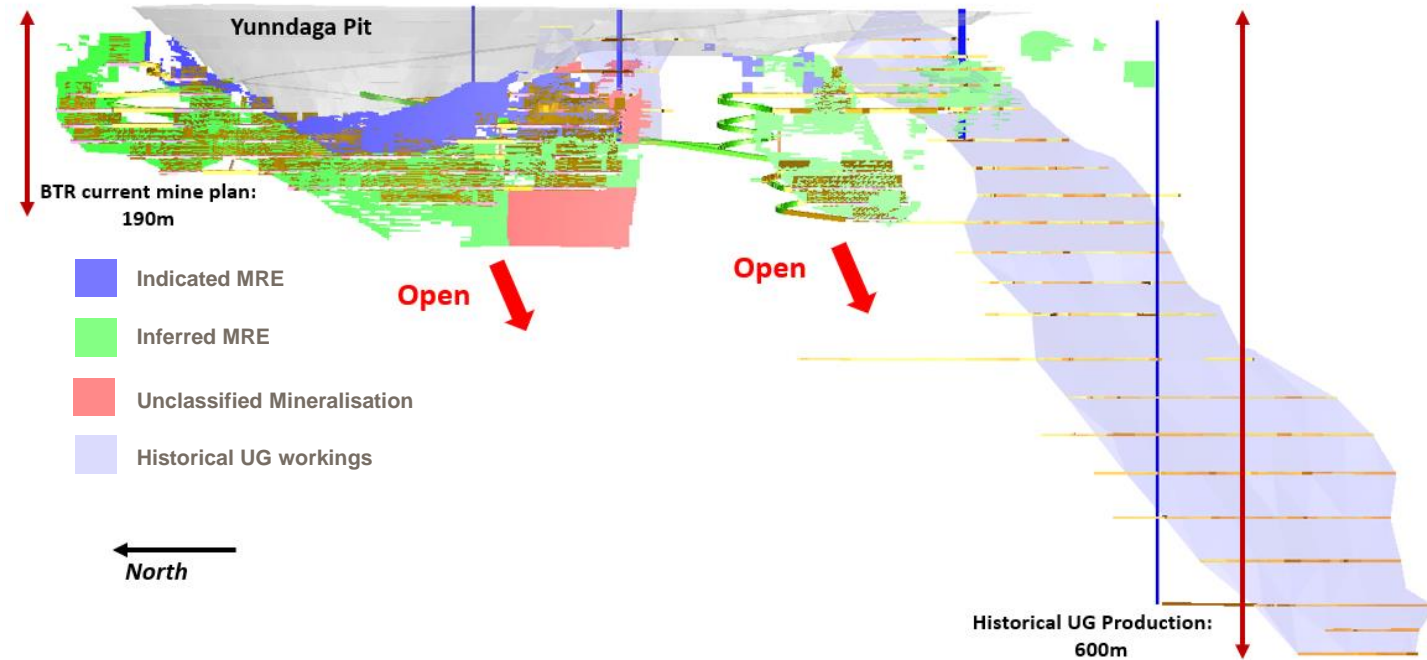 Yunndaga Pit
BTR current mine plan:
190m
Open
Open
Indicated MRE
Inferred MRE
Unclassified Mineralisation
Historical UG workings
North
Historical UG Production:
600m